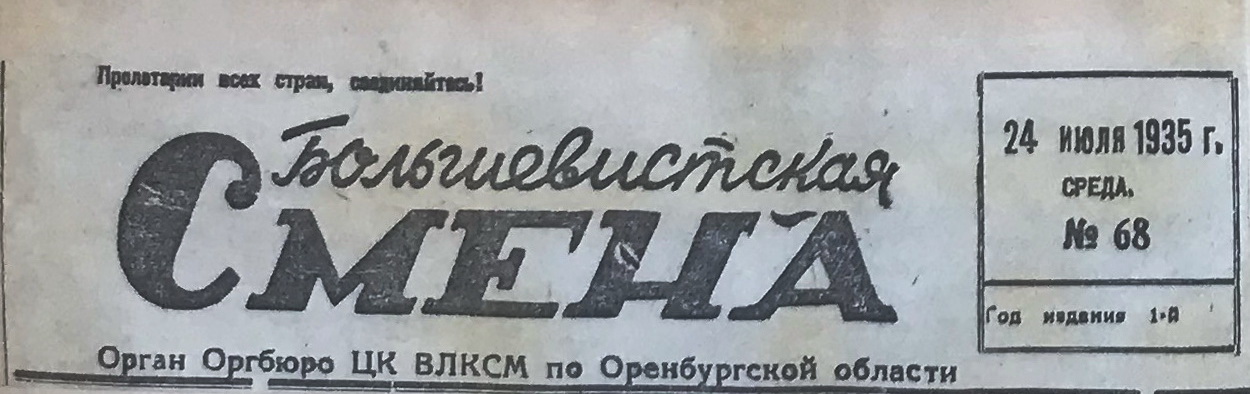 Пролетарии всех стран, соединяйтесь!
Большевистская
СМЕНА
Орган Оргбюро ЦК ВЛКСМ по Оренбургской области
24 июля 1935 г.
СРЕДА.
№ 68
Год издания 1-й